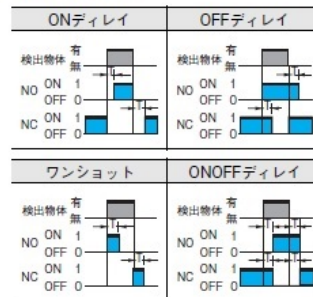 ONディレイ
検出物体 有
無
T
NO ON 1
OFF 0
T
NC ON 1
OFF 0
OFFディレイ
検出物体 有
無
T
NO ON 1
OFF 0
T
NC ON 1
OFF 0
ワンショット
検出物体 有
無
T
NO ON 1
OFF 0
T
NC ON 1
OFF 0
ONOFFディレイ
検出物体 有
無
T T
NO ON 1
OFF 0
T T
NC ON 1
OFF 0